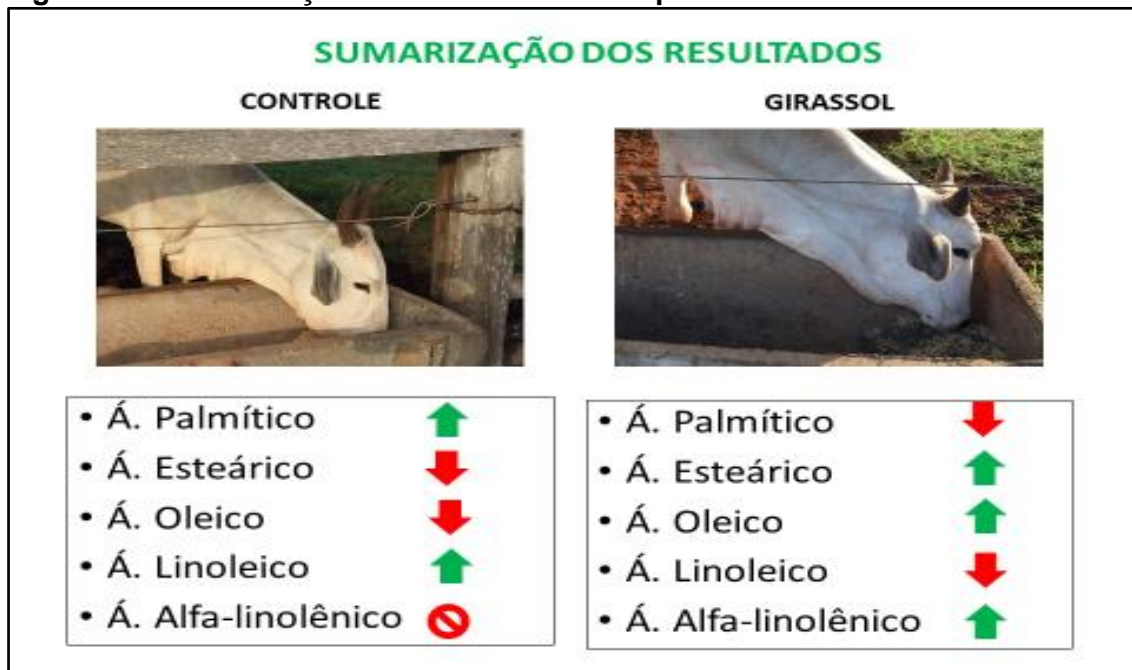 SUMARIZAÇÃO DOS RESULTADOS
CONTROLE
• Á. Palmítico
• Á. Esteárico
• Á. Oleico
• Á. Linoleico
• Á. Alfa-linolênico
GIRASSOL
• Á. Palmítico
• Á. Esteárico
• Á. Oleico
• Á. Linoleico
• Á. Alfa-linolênico